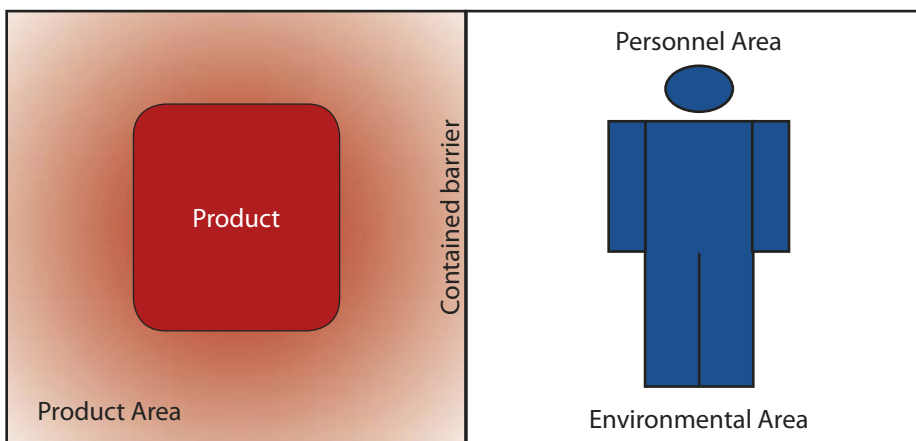 Product
Product Area
Contained barrier
Personnel Area
Environmental Area